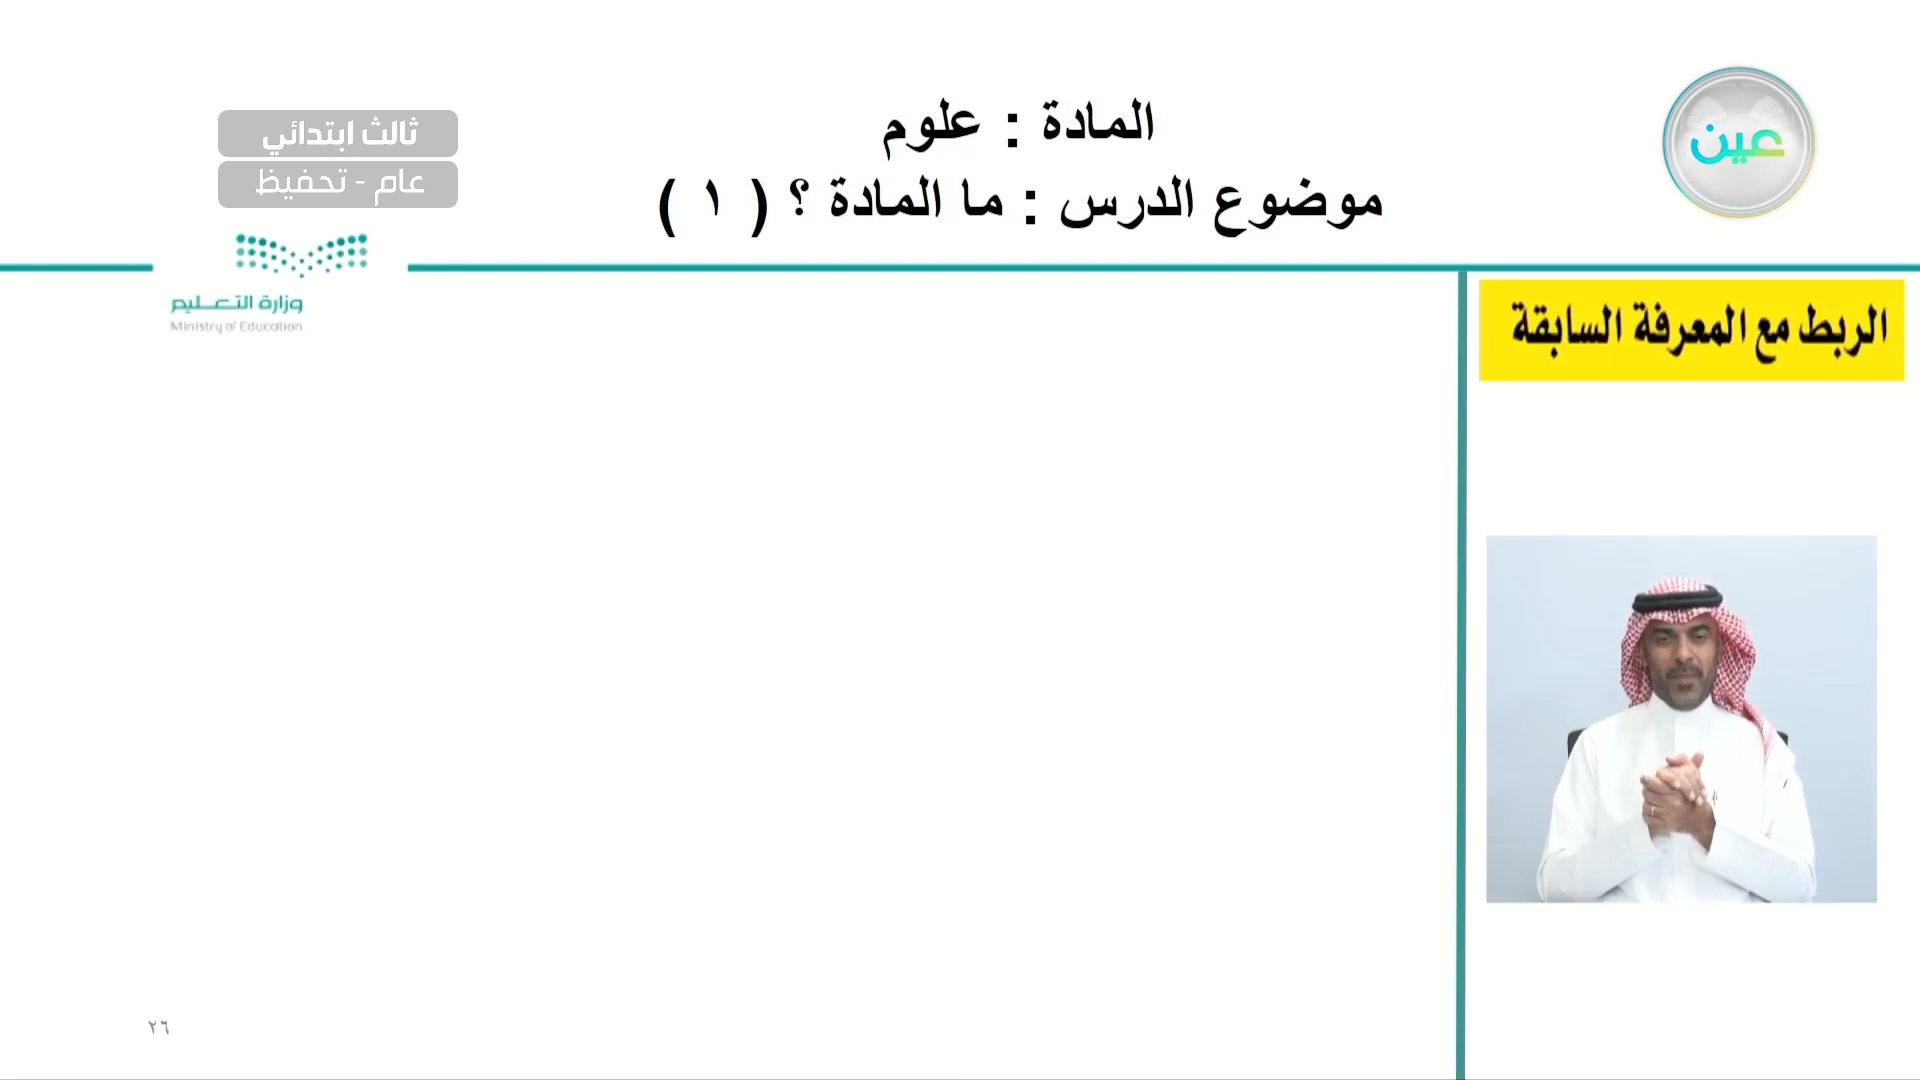 المادة : علوم
موضوع الدرس : ما المادة ؟ ( ١ )
عين
ثالث ابتدائي
عام - تحفيظ
وزارة التعليم
Ministry of Education
الربط مع المعرفة السابقة
٢٦